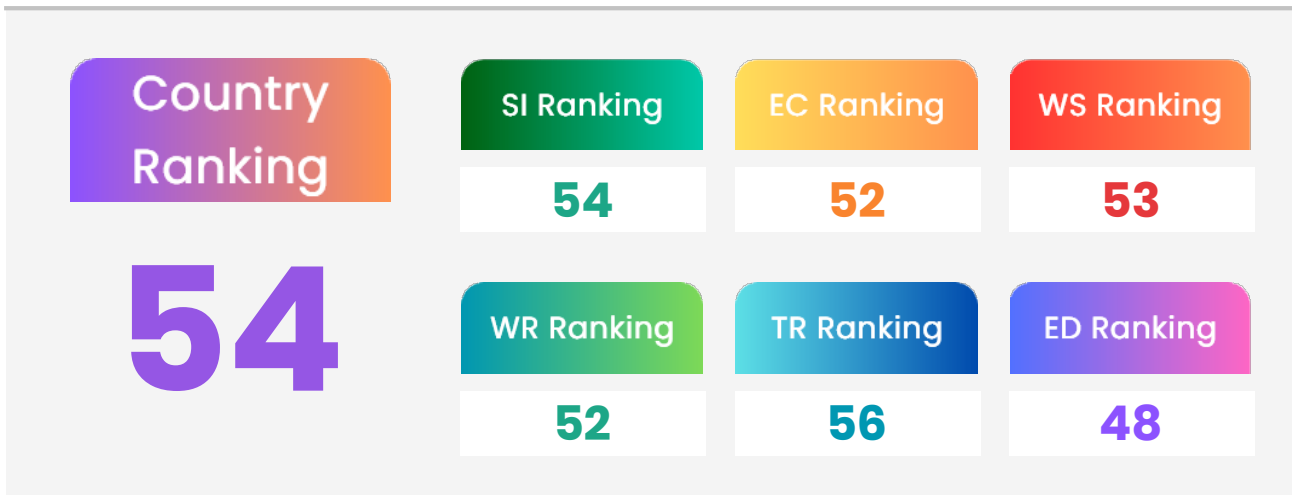 Country
Ranking
54
SI Ranking
EC Ranking
WS Ranking
54
52
53
WR Ranking
TR Ranking
ED Ranking
52
56
48